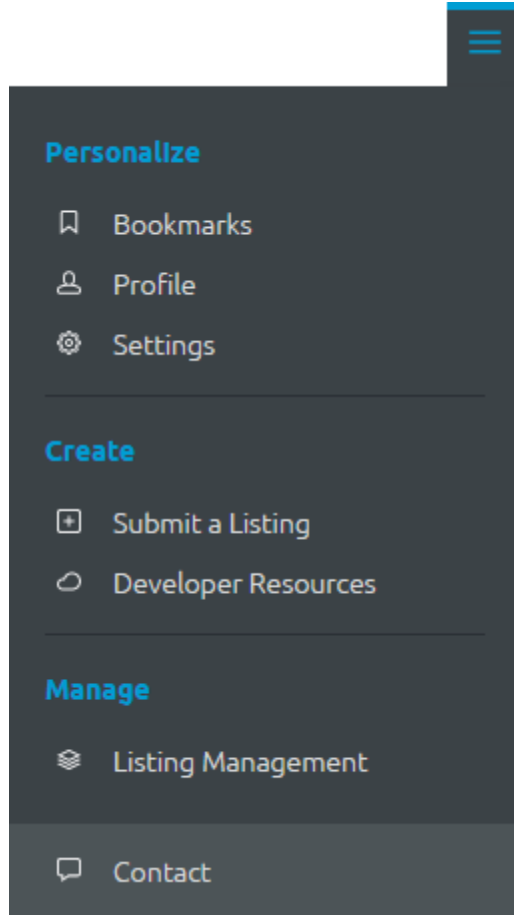 Personalize
Bookmarks
Profile
Settings
Create
Submit a Listing
Developer Resources
Manage
Listing Management
Contact